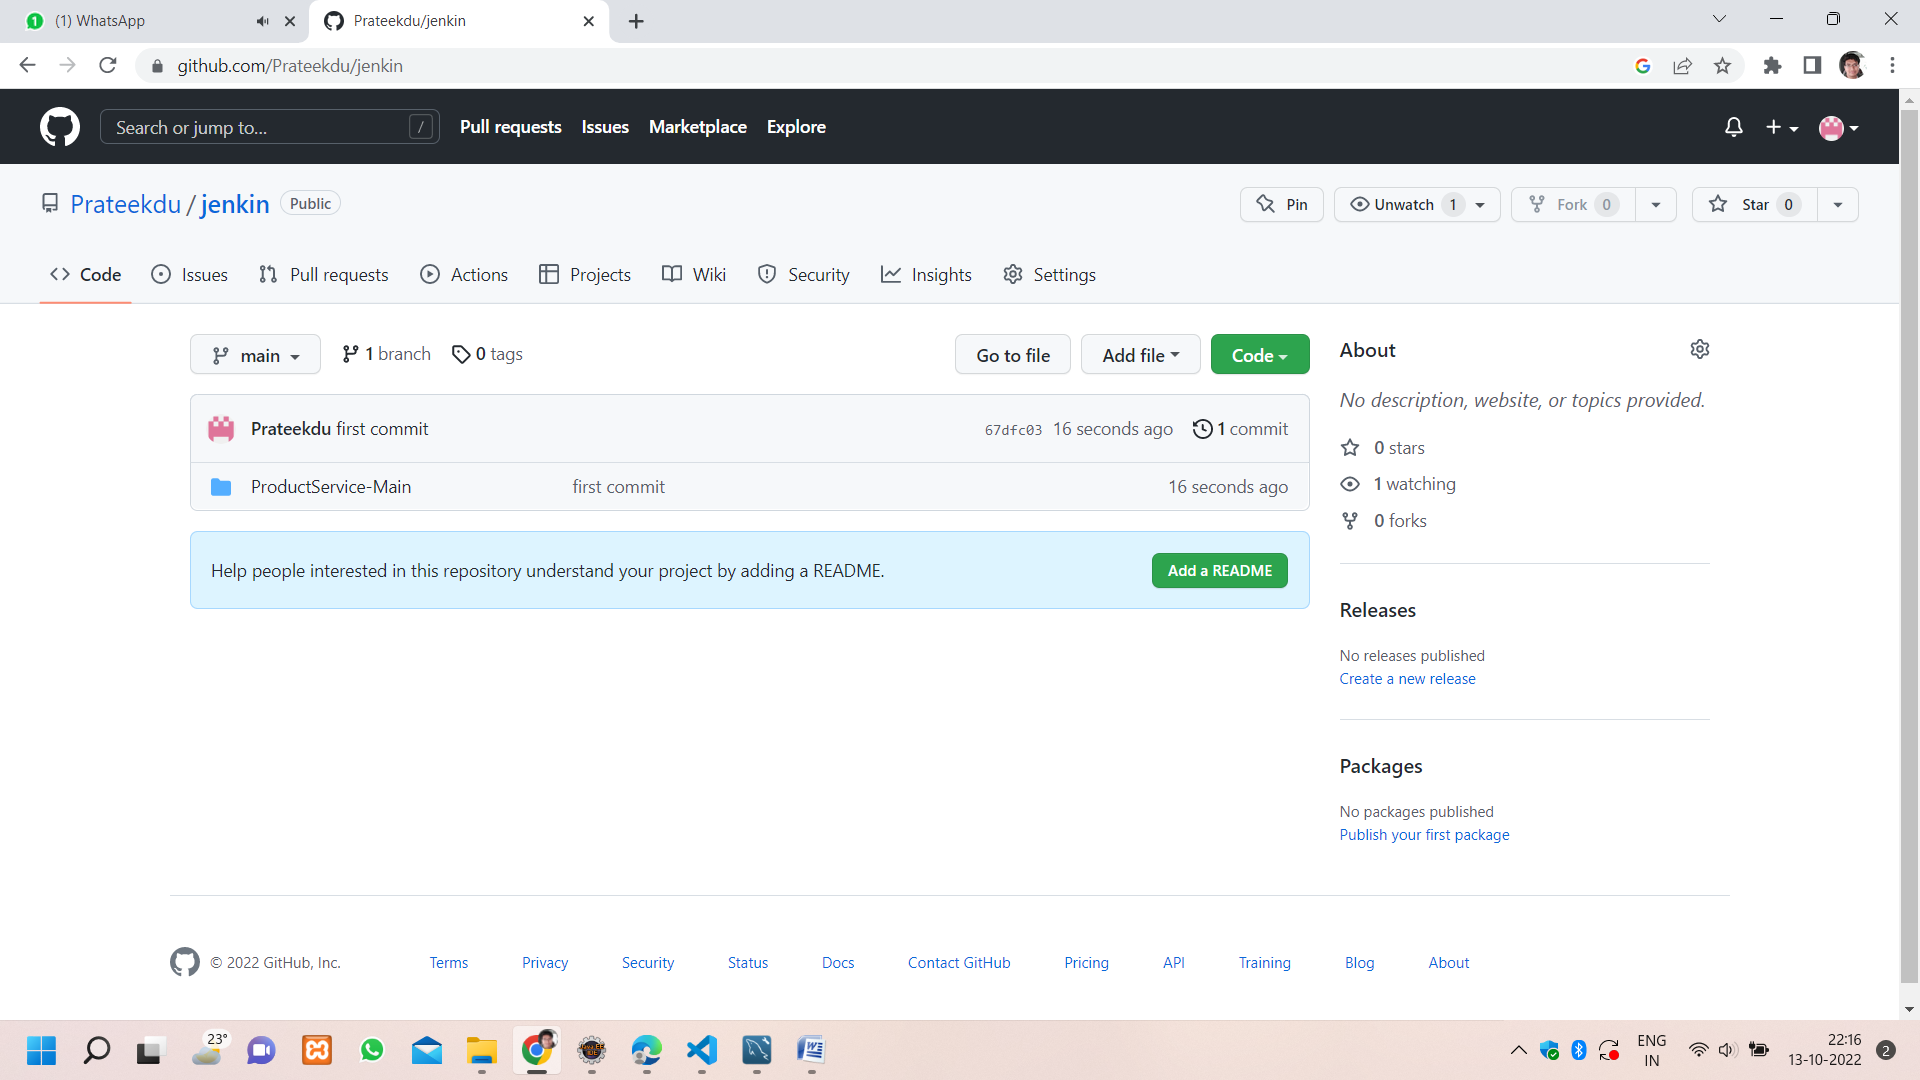 (1) WhatsApp
Prateekdu/jenkin
github.com/Prateekdu/jenkin
Search or jump to... /
Pull requests Issues Marketplace Explore
Prateekdu / jenkin Public
Pin
Unwatch 1
Fork 0
Star 0
Code Issues Pull requests Actions Projects Wiki Security Insights Settings
main 1 branch 0 tags
Go to file Add file Code
Prateekdu first commit 67dfc03 16 seconds ago 1 commit
ProductService-Main first commit 16 seconds ago
Help people interested in this repository understand your project by adding a README. Add a README
About
No description, website, or topics provided.
0 stars
1 watching
0 forks
Releases
No releases published
Create a new release
Packages
No packages published
Publish your first package
© 2022 GitHub, Inc. Terms Privacy Security Status Docs Contact GitHub Pricing API Training Blog About
23°
ENG
IN
22:16
13-10-2022
2